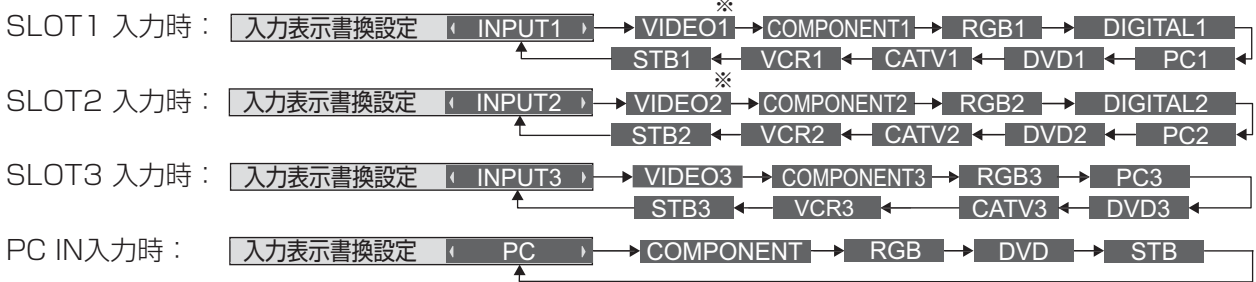 ※
SLOT1 入力時： 入力表示書換設定 INPUT1 VIDEO1 COMPONENT1 RGB1 DIGITAL1
STB1 VCR1 CATV1 DVD1 PC1
※
SLOT2 入力時： 入力表示書換設定 INPUT2 VIDEO2 COMPONENT2 RGB2 DIGITAL2
STB2 VCR2 CATV2 DVD2 PC2
SLOT3 入力時： 入力表示書換設定 INPUT3 VIDEO3 COMPONENT3 RGB3 PC3
STB3 VCR3 CATV3 DVD3
PC IN入力時： 入力表示書換設定 PC COMPONENT RGB DVD STB